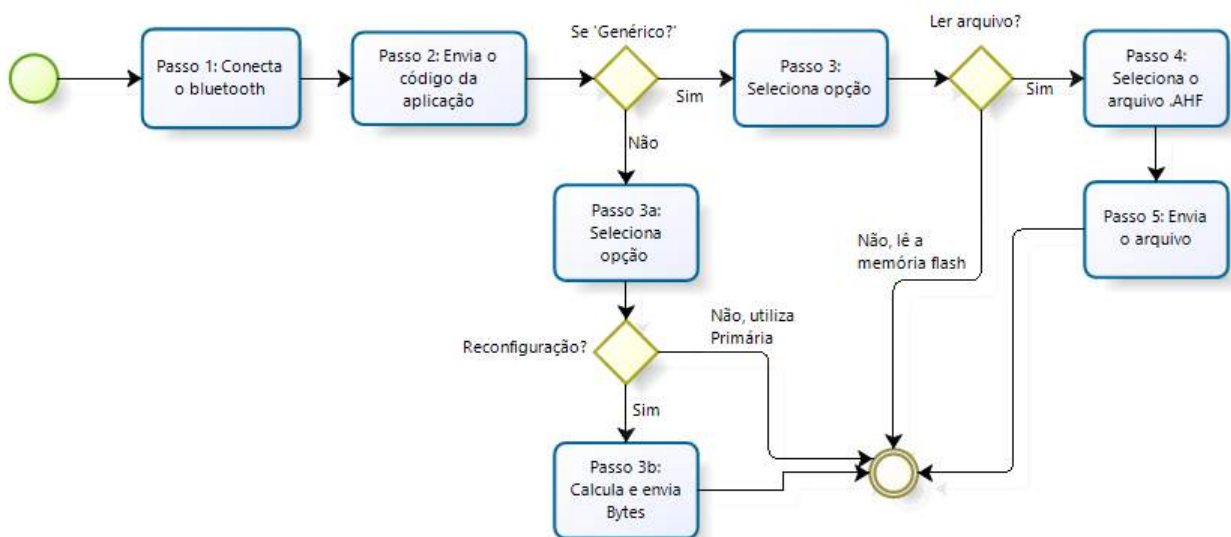 Passo 1: Conecta
o bluetooth
Passo 2: Envia o
código da
aplicação
Se 'Genérico?'
Sim
Passo 3:
Seleciona opção
Ler arquivo?
Sim
Passo 4:
Seleciona o
arquivo .AHF
Não
Passo 3a:
Seleciona
opção
Não, lê a
memória flash
Passo 5: Envia
o arquivo
Reconfiguração?
Não, utiliza
Primária
Sim
Passo 3b:
Calcula e envia
Bytes